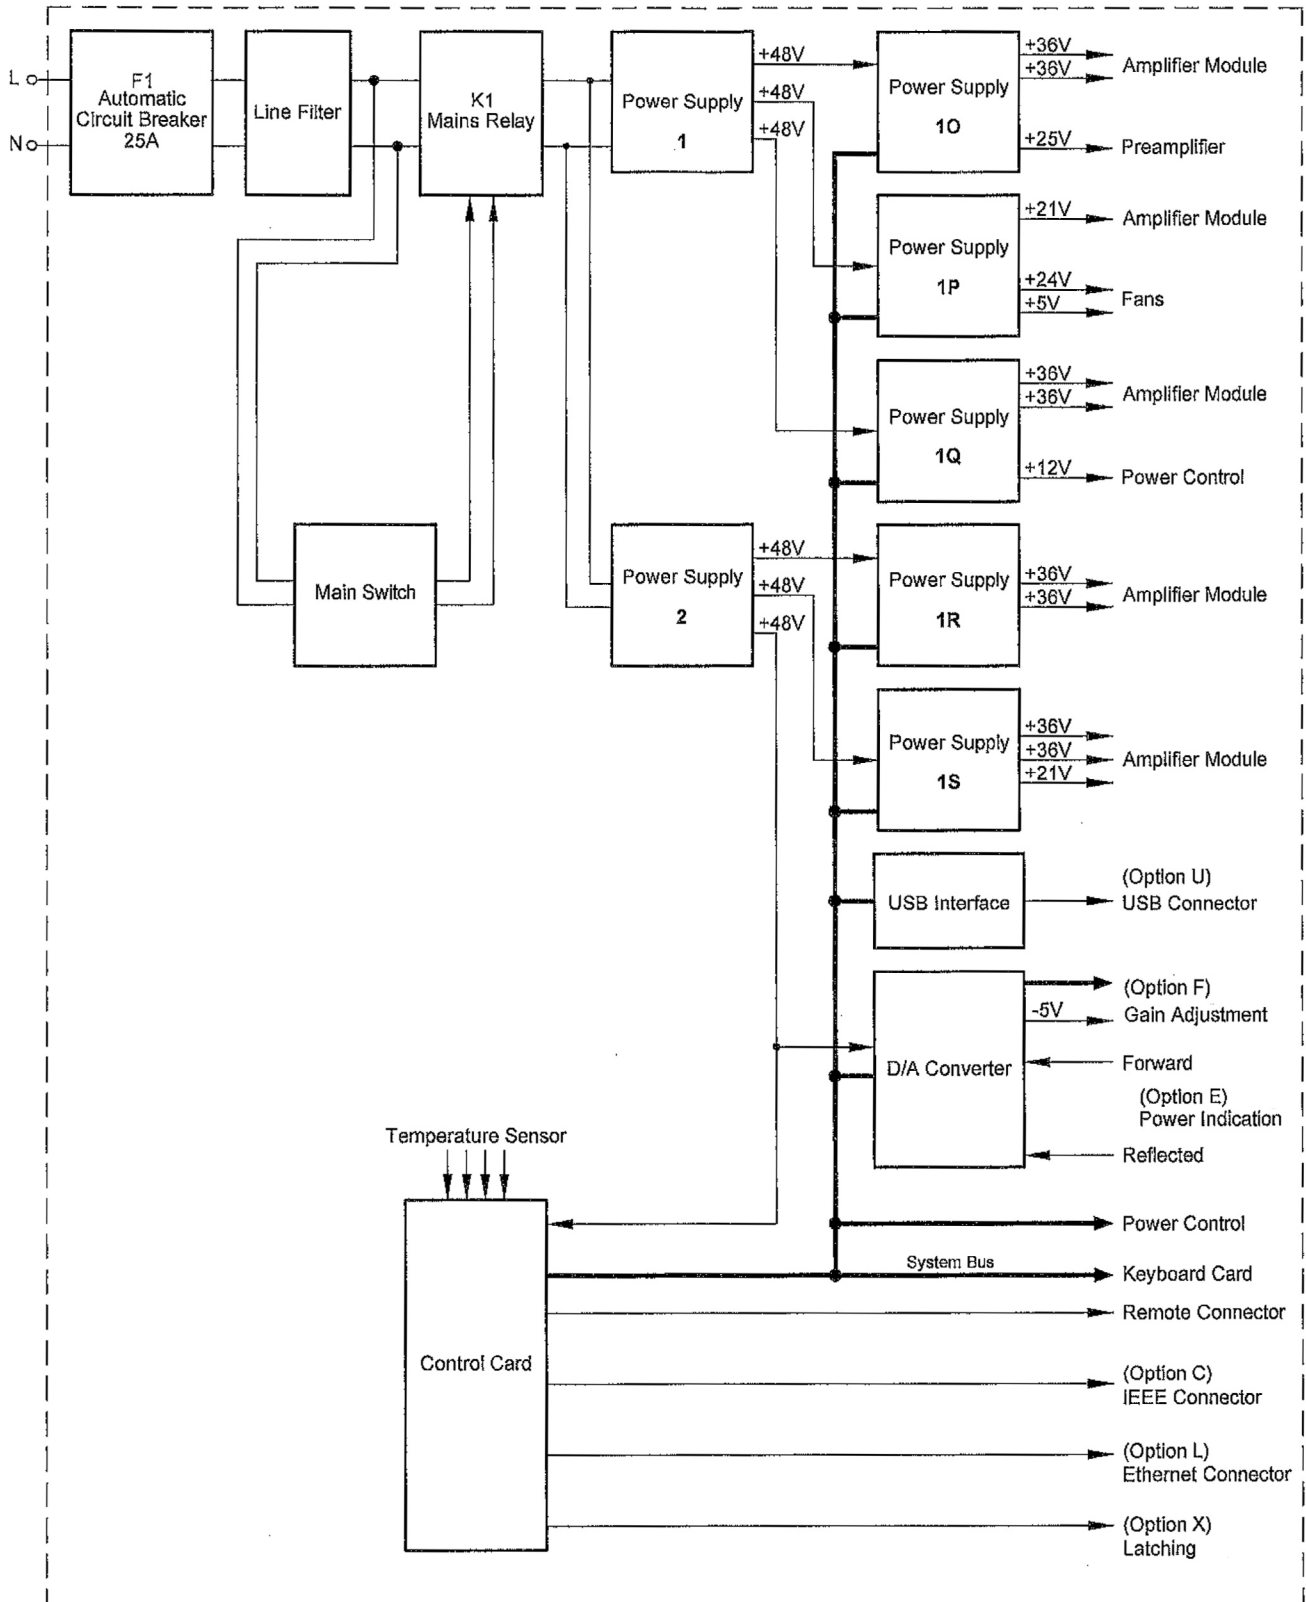 L
N
F1
Automatic
Circuit Breaker
25A
Line Filter
K1
Mains Relay
Power Supply
1
+48V
+48V
+48V
Power Supply
1O
+36V
+36V
Amplifier Module
+25V
Preamplifier
Power Supply
1P
+21V
Amplifier Module
+24V
+5V
Fans
Power Supply
1Q
+36V
+36V
Amplifier Module
+12V
Power Control
Main Switch
Power Supply
2
+48V
+48V
+48V
Power Supply
1R
+36V
+36V
Amplifier Module
Power Supply
1S
+36V
+36V
+21V
Amplifier Module
USB Interface
(Option U)
USB Connector
D/A Converter
(Option F)
-5V
Gain Adjustment
Forward
(Option E)
Power Indication
Reflected
Temperature Sensor
Control Card
Power Control
System Bus
Keyboard Card
Remote Connector
(Option C)
IEEE Connector
(Option L)
Ethernet Connector
(Option X)
Latching